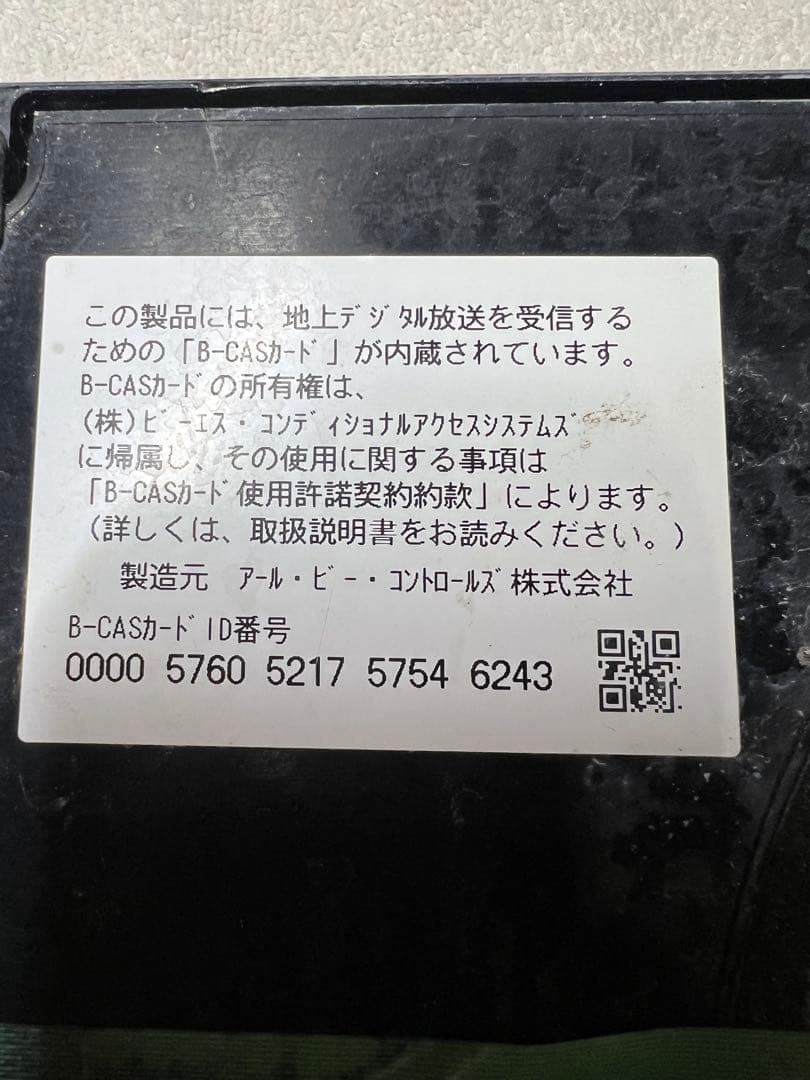 この製品には、地上ﾃﾞｼﾞﾀﾙ放送を受信する
ための「B-CASｶｰﾄﾞ」が内蔵されています。
B-CASｶｰﾄﾞの所有権は、
(株)ﾋﾞｰｴｽ・ｺﾝﾃﾞｨｼｮﾅﾙｱｸｾｽｼｽﾃﾑｽﾞ
に帰属し、その使用に関する事項は
「B-CASｶｰﾄﾞ使用許諾契約約款」によります。
(詳しくは、取扱説明書をお読みください。)
製造元 ｱｰﾙ・ﾋﾞｰ・ｺﾝﾄﾛｰﾙｽﾞ株式会社
B-CASｶｰﾄﾞID番号
0000 5760 5217 5754 6243